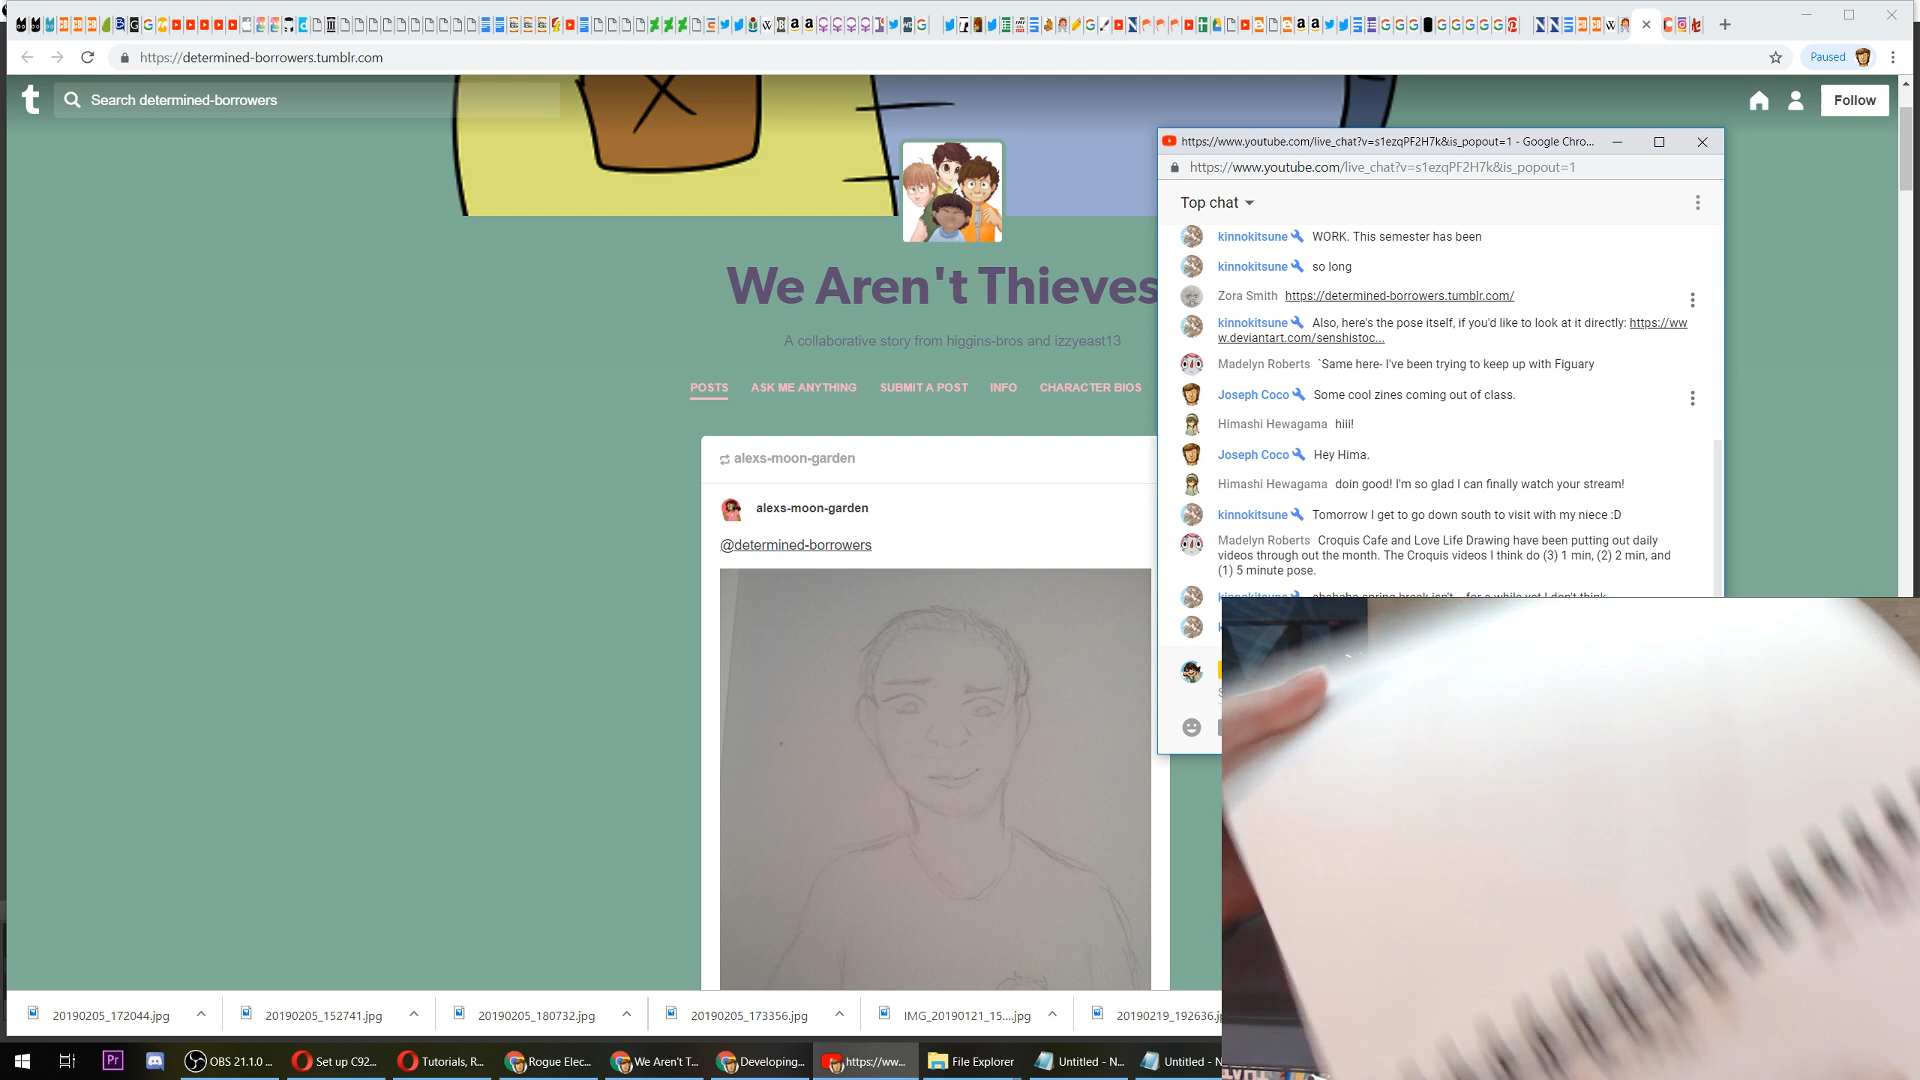 https://determined-borrowers.tumblr.com
Paused
Search determined-borrowers
Follow
We Aren't Thieves
A collaborative story from higgins-bros and izzyeast13
POSTS
ASK ME ANYTHING
SUBMIT A POST
INFO
CHARACTER BIOS
alexs-moon-garden
alexs-moon-garden
@determined-borrowers
https://www.youtube.com/live_chat?v=s1ezqPF2H7k&is_popout=1 - Google Chro...
https://www.youtube.com/live_chat?v=s1ezqPF2H7k&is_popout=1
Top chat
kinnokitsune WORK. This semester has been
kinnokitsune so long
Zora Smith https://determined-borrowers.tumblr.com/
kinnokitsune Also, here's the pose itself, if you'd like to look at it directly: https://ww
w.deviantart.com/senshistoc...
Madelyn Roberts `Same here- I've been trying to keep up with Figuary
Joseph Coco Some cool zines coming out of class.
Himashi Hewagama hiii!
Joseph Coco Hey Hima.
Himashi Hewagama doin good! I'm so glad I can finally watch your stream!
kinnokitsune Tomorrow I get to go down south to visit with my niece :D
Madelyn Roberts Croquis Cafe and Love Life Drawing have been putting out daily
videos through out the month. The Croquis videos I think do (3) 1 min, (2) 2 min, and
(1) 5 minute pose.
20190205_172044.jpg
20190205_152741.jpg
20190205_180732.jpg
20190205_173356.jpg
IMG_20190121_15....jpg
20190219_192636.jp
Pr
OBS 21.1.0 ...
Set up C92...
Tutorials, R...
Rogue Elec...
We Aren't T...
Developing...
https://ww...
File Explorer
Untitled - N...
Untitled - N